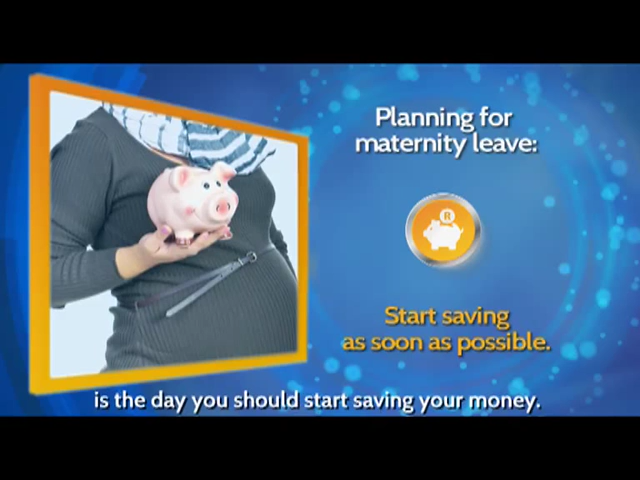 Planning for
maternity leave:
R
Start saving
as soon as possible.
is the day you should start saving your money.